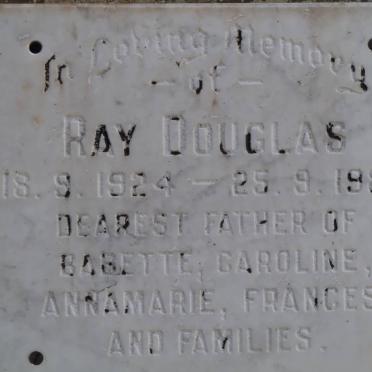 In Loving Memory
— of —
RAY DOUGLAS
18. 9. 1924 — 25. 9. 198
DEAREST FATHER OF
BABETTE, CAROLINE,
ANNAMARIE, FRANCES
AND FAMILIES.